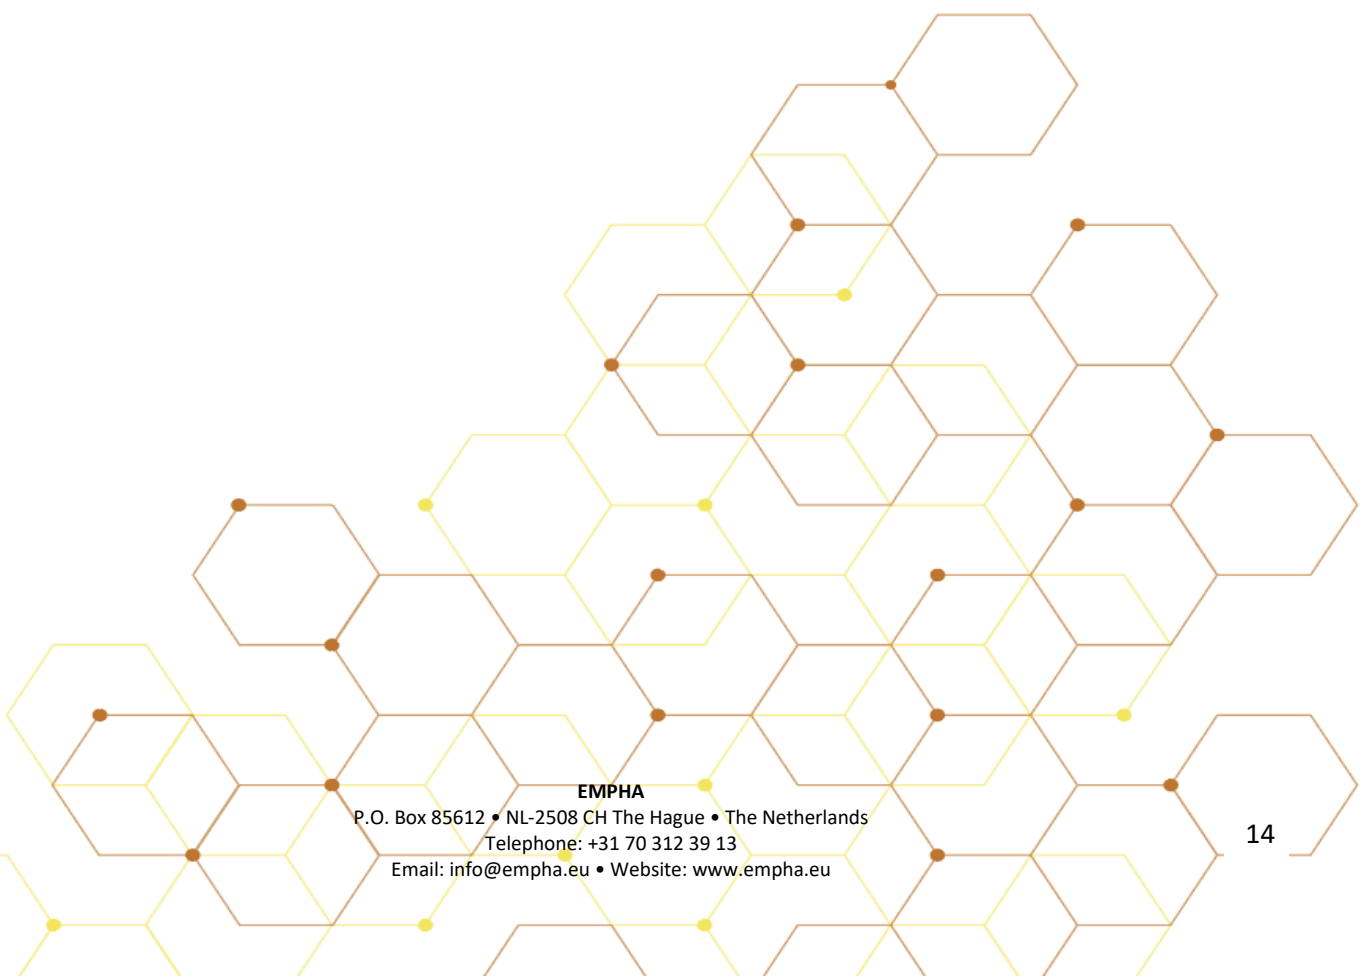 EMPHA
P.O. Box 85612 • NL-2508 CH The Hague • The Netherlands
Telephone: +31 70 312 39 13
Email: info@empha.eu • Website: www.empha.eu
14